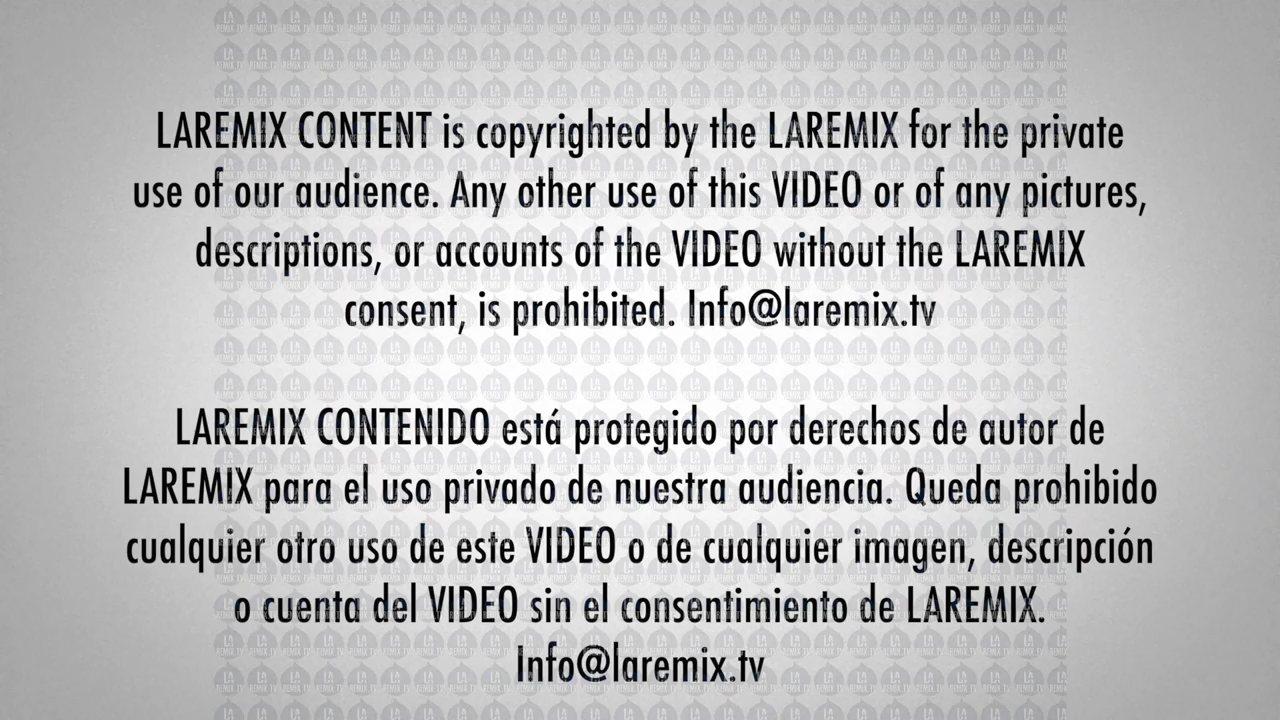 LAREMIX CONTENT is copyrighted by the LAREMIX for the private
use of our audience. Any other use of this VIDEO or of any pictures,
descriptions, or accounts of the VIDEO without the LAREMIX
consent, is prohibited. Info@laremix.tv
LAREMIX CONTENIDO está protegido por derechos de autor de
LAREMIX para el uso privado de nuestra audiencia. Queda prohibido
cualquier otro uso de este VIDEO o de cualquier imagen, descripción
o cuenta del VIDEO sin el consentimiento de LAREMIX.
Info@laremix.tv